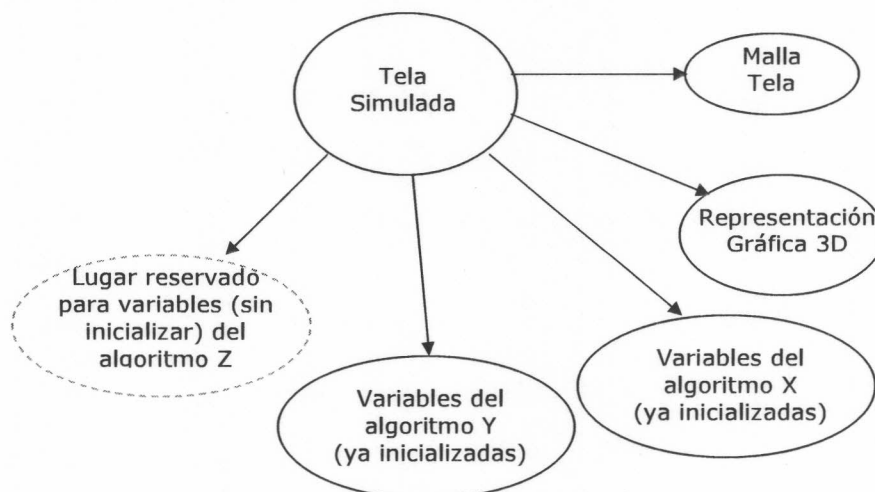 Tela
Simulada
Malla
Tela
Representación
Gráfica 3D
Lugar reservado
para variables (sin
inicializar) del
algoritmo Z
Variables del
algoritmo Y
(ya inicializadas)
Variables del
algoritmo X
(ya inicializadas)